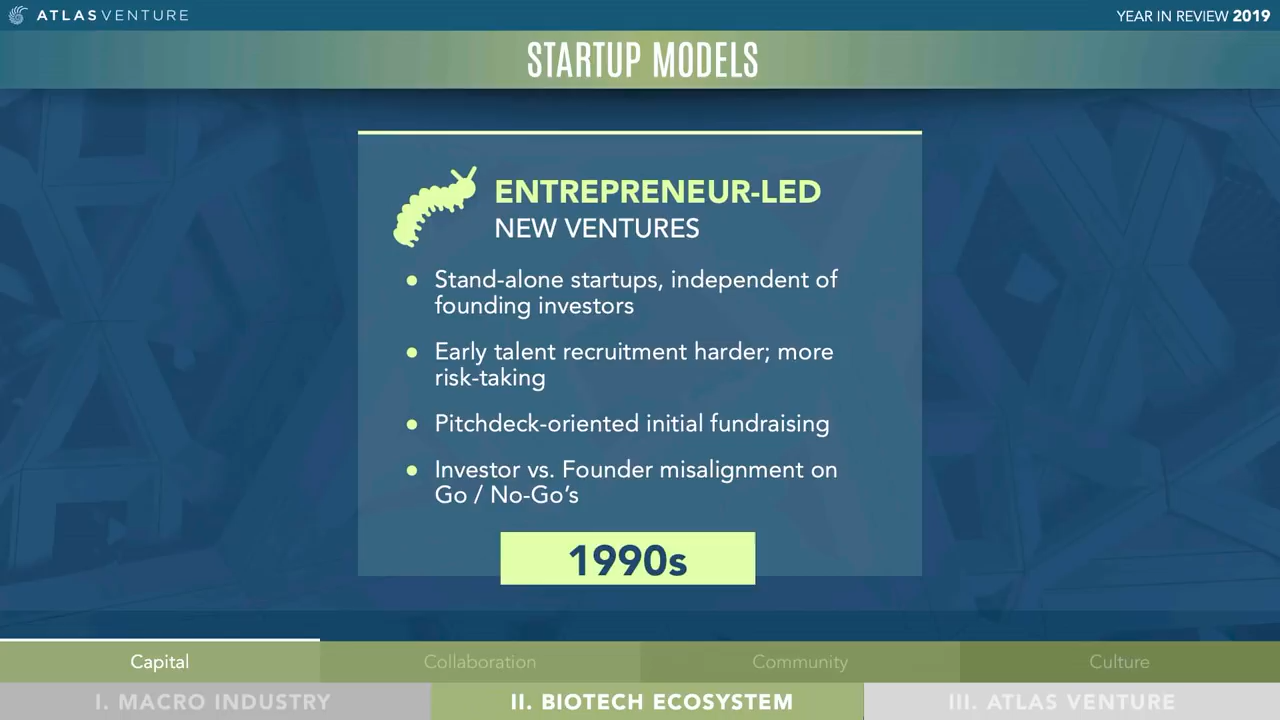 ATLAS VENTURE
YEAR IN REVIEW 2019
STARTUP MODELS
ENTREPRENEUR-LED
NEW VENTURES
• Stand-alone startups, independent of
founding investors
• Early talent recruitment harder; more
risk-taking
• Pitchdeck-oriented initial fundraising
• Investor vs. Founder misalignment on
Go / No-Go's
1990s
Capital
Collaboration
Community
Culture
I. MACRO INDUSTRY
II. BIOTECH ECOSYSTEM
III. ATLAS VENTURE